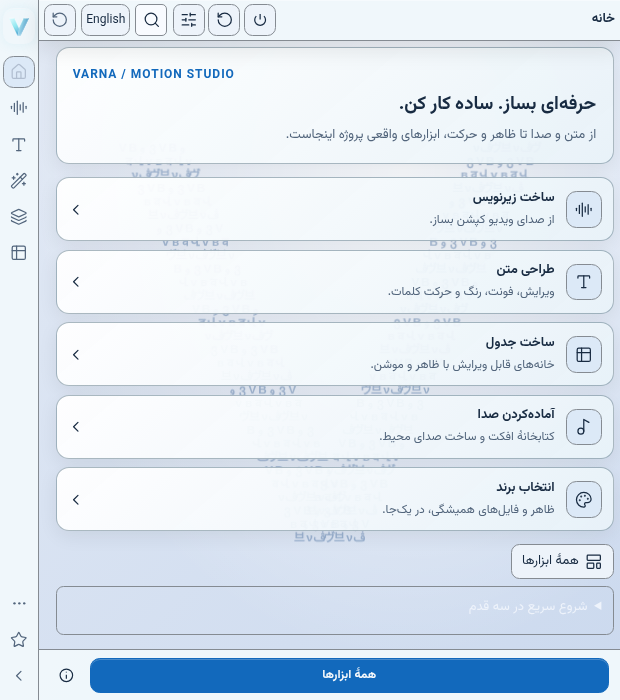 خانه
English
VARNA / MOTION STUDIO
حرفه‌ای بساز. ساده کار کن.
از متن و صدا تا ظاهر و حرکت، ابزارهای واقعی پروژه اینجاست.
ساخت زیرنویس
از صدای ویدیو کپشن بساز.
طراحی متن
ویرایش، فونت، رنگ و حرکت کلمات.
ساخت جدول
خانه‌های قابل ویرایش با ظاهر و موشن.
آماده‌کردن صدا
کتابخانهٔ افکت و ساخت صدای محیط.
انتخاب برند
ظاهر و فایل‌های همیشگی، در یک‌جا.
همهٔ ابزارها
شروع سریع در سه قدم
همهٔ ابزارها